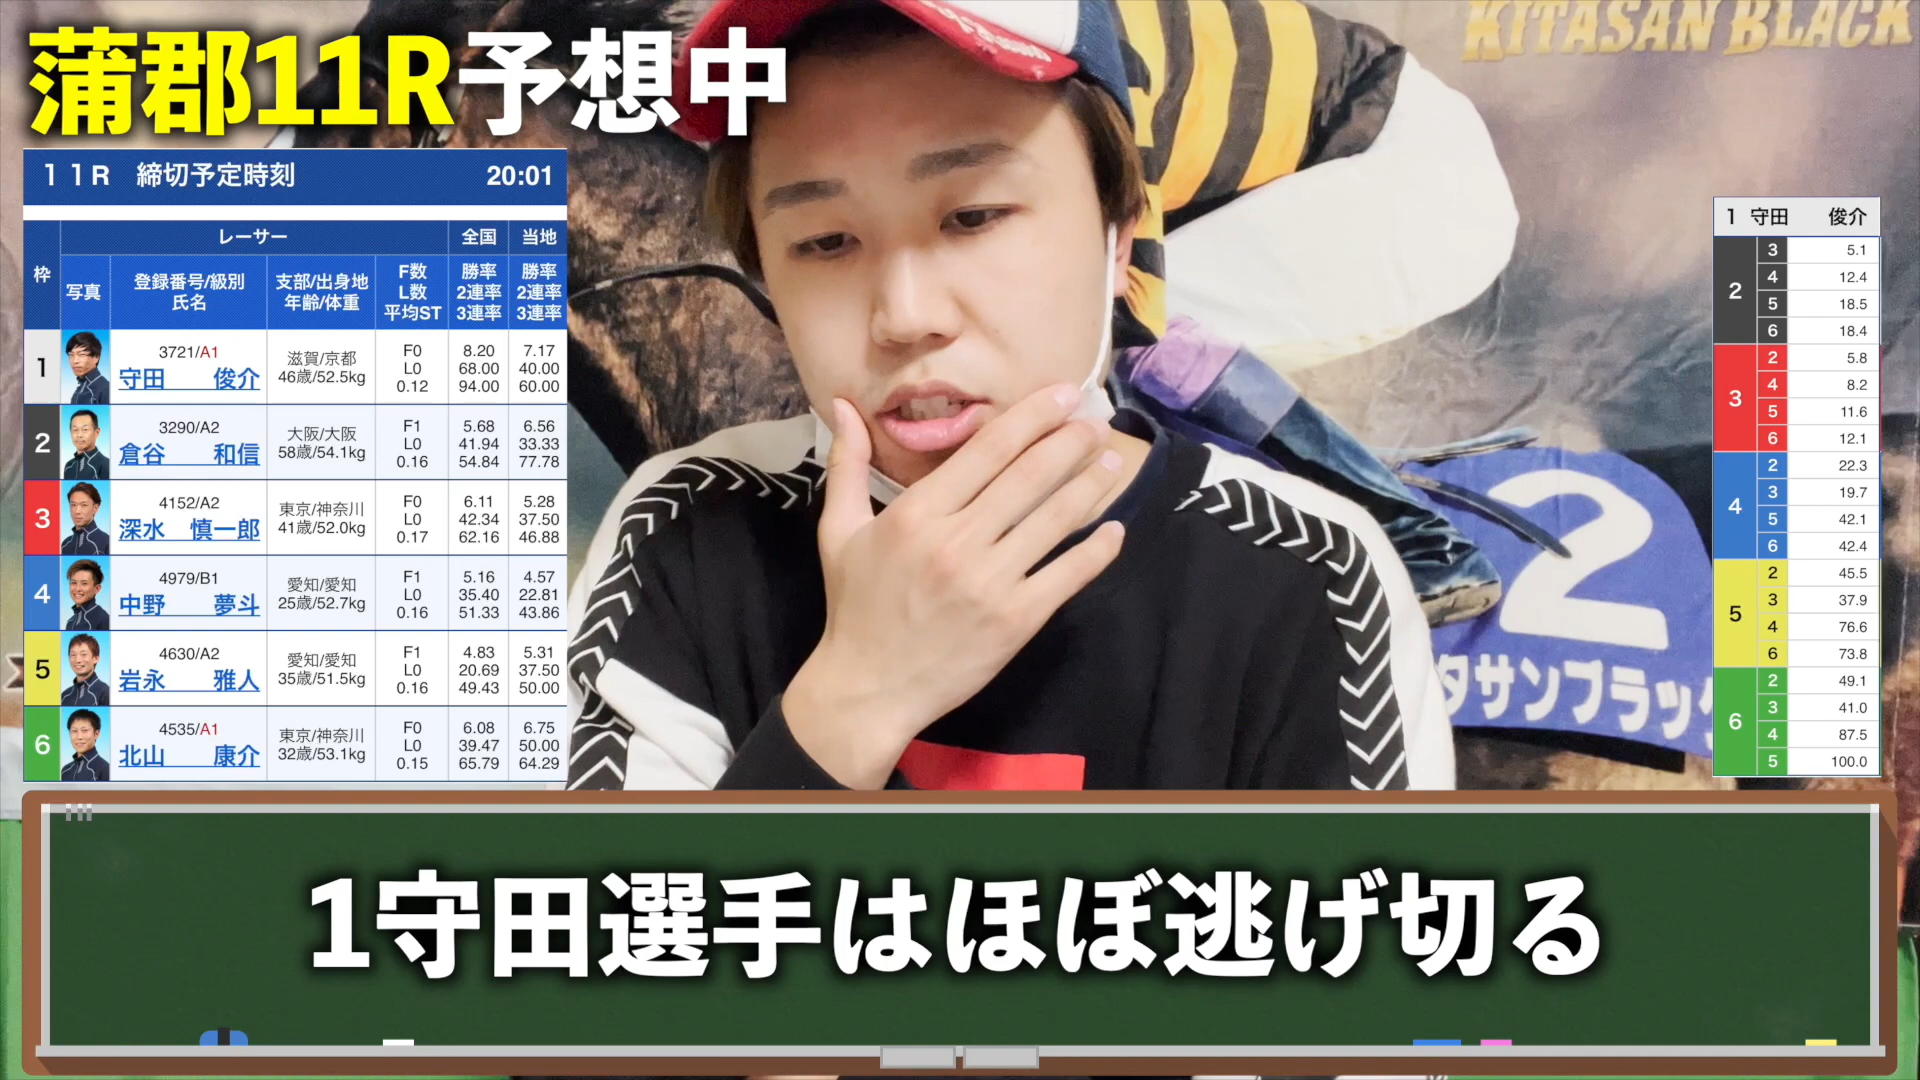 蒲郡11R予想中
KITASAN BLACK
11R 締切予定時刻 20:01
枠 レーサー 全国 当地
写真 登録番号/級別 氏名 支部/出身地 年齢/体重 F数 L数 平均ST 勝率 2連率 3連率 勝率 2連率 3連率
1 3721/A1 滋賀/京都 F0 8.20 7.17
守田 俊介 46歳/52.5kg L0 68.00 40.00
0.12 94.00 60.00
2 3290/A2 大阪/大阪 F1 5.68 6.56
倉谷 和信 58歳/54.1kg L0 41.94 33.33
0.16 54.84 77.78
3 4152/A2 東京/神奈川 F0 6.11 5.28
深水 慎一郎 41歳/52.0kg L0 42.34 37.50
0.17 62.16 46.88
4 4979/B1 愛知/愛知 F1 5.16 4.57
中野 夢斗 25歳/52.7kg L0 35.40 22.81
0.16 51.33 43.86
5 4630/A2 愛知/愛知 F1 4.83 5.31
岩永 雅人 35歳/51.5kg L0 20.69 37.50
0.16 49.43 50.00
6 4535/A1 東京/神奈川 F0 6.08 6.75
北山 康介 32歳/53.1kg L0 39.47 50.00
0.15 65.79 64.29
2
タサンブラック
1 守田 俊介
2
3 5.1
4 12.4
5 18.5
6 18.4
3
2 5.8
4 8.2
5 11.6
6 12.1
4
2 22.3
3 19.7
5 42.1
6 42.4
5
2 45.5
3 37.9
4 76.6
6 73.8
6
2 49.1
3 41.0
4 87.5
5 100.0
1守田選手はほぼ逃げ切る